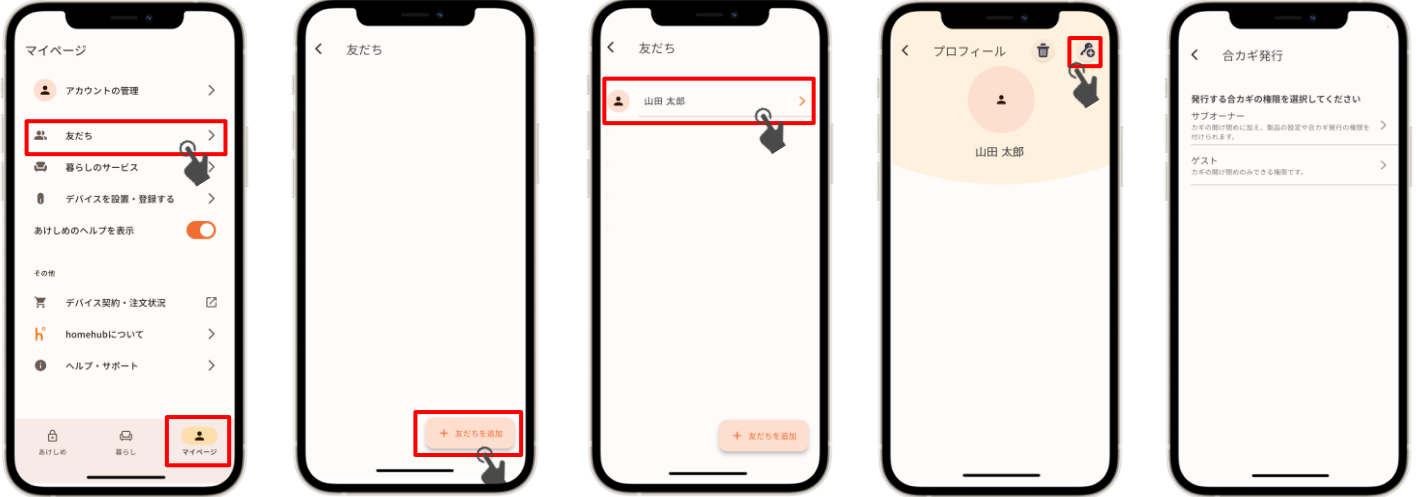 マイページ
アカウントの管理
友だち
暮らしのサービス
デバイスを設置・登録する
あけしめのヘルプを表示
その他
デバイス契約・注文状況
homehubについて
ヘルプ・サポート
あけしめ
暮らし
マイページ
友だち
+ 友だちを追加
友だち
山田 太郎
+ 友だちを追加
プロフィール
山田 太郎
合カギ発行
発行する合カギの権限を選択してください
サブオーナー
カギの開け閉めに加え、製品の設定や合カギ発行の権限を
付けられます。
ゲスト
カギの開け閉めのみできる権限です。